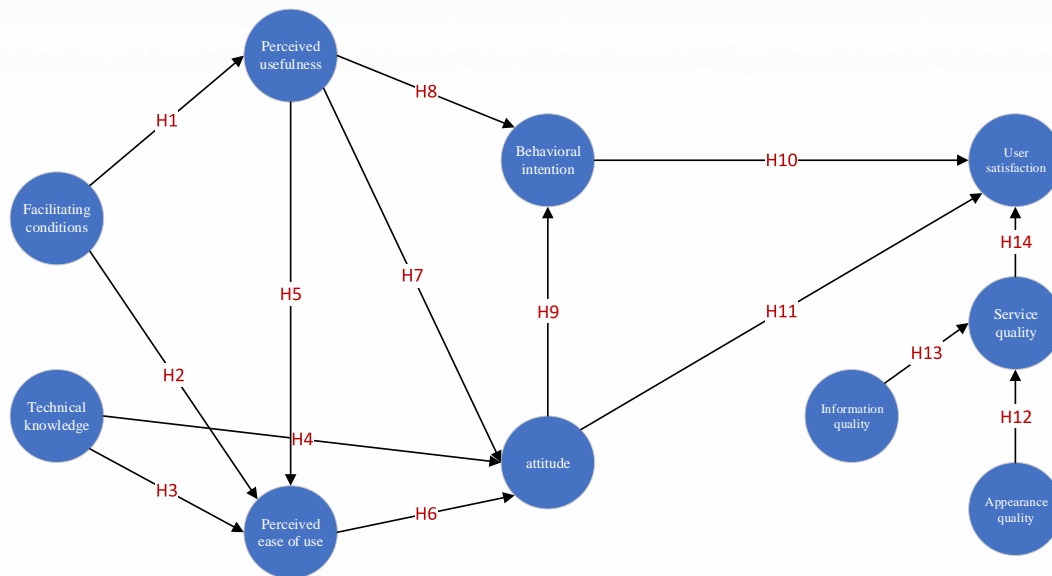 Perceived
usefulness
H8
H1
Behavioral
intention
H10
User
satisfaction
Facilitating
conditions
H14
H7
H5
H9
H11
Service
quality
H13
H2
Technical
knowledge
H4
Information
quality
H12
attitude
H3
H6
Perceived
ease of use
Appearance
quality